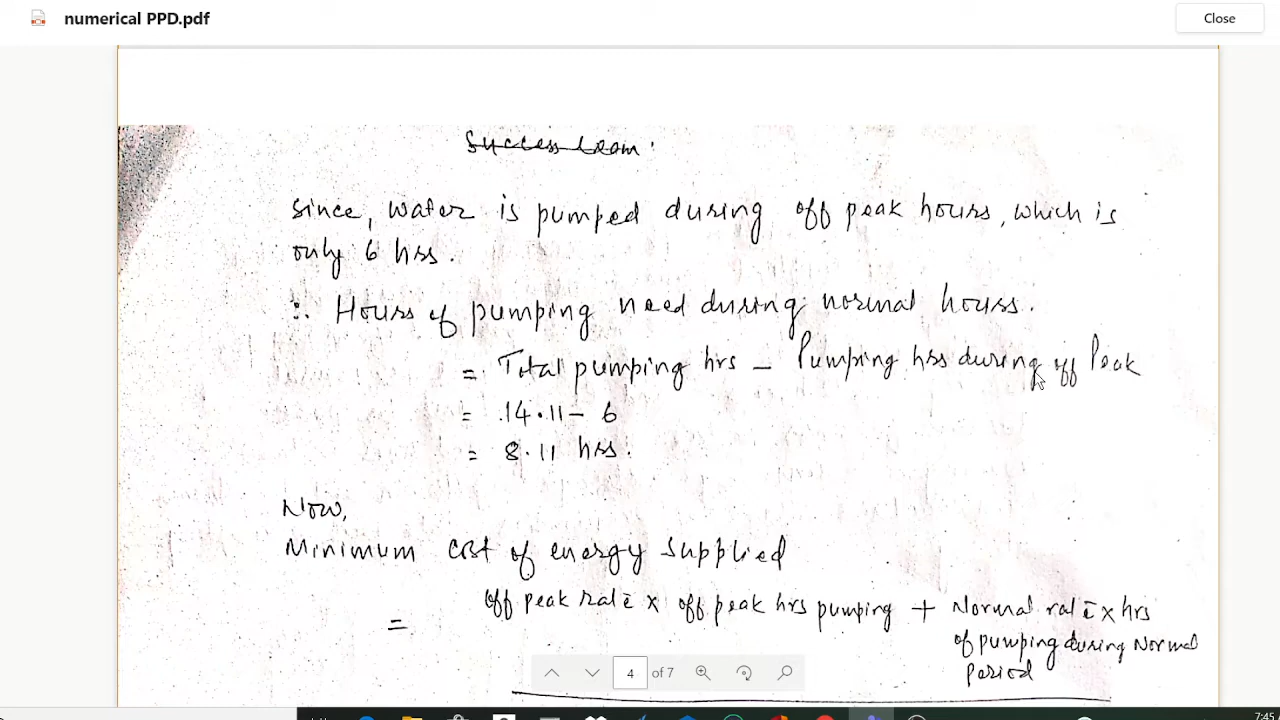 numerical PPD.pdf
Close
Success Exam.
Since, water is pumped during off peak hours, which is
only 6 hrs.
∴ Hours of pumping need during normal hours.
= Total pumping hrs – Pumping hrs during off Peak
= 14.11 – 6
= 8.11 hrs.
Now,
Minimum cost of energy supplied
= off peak rate x off peak hrs pumping + Normal rate x hrs
of pumping during Normal
period
4 of 7
7:45